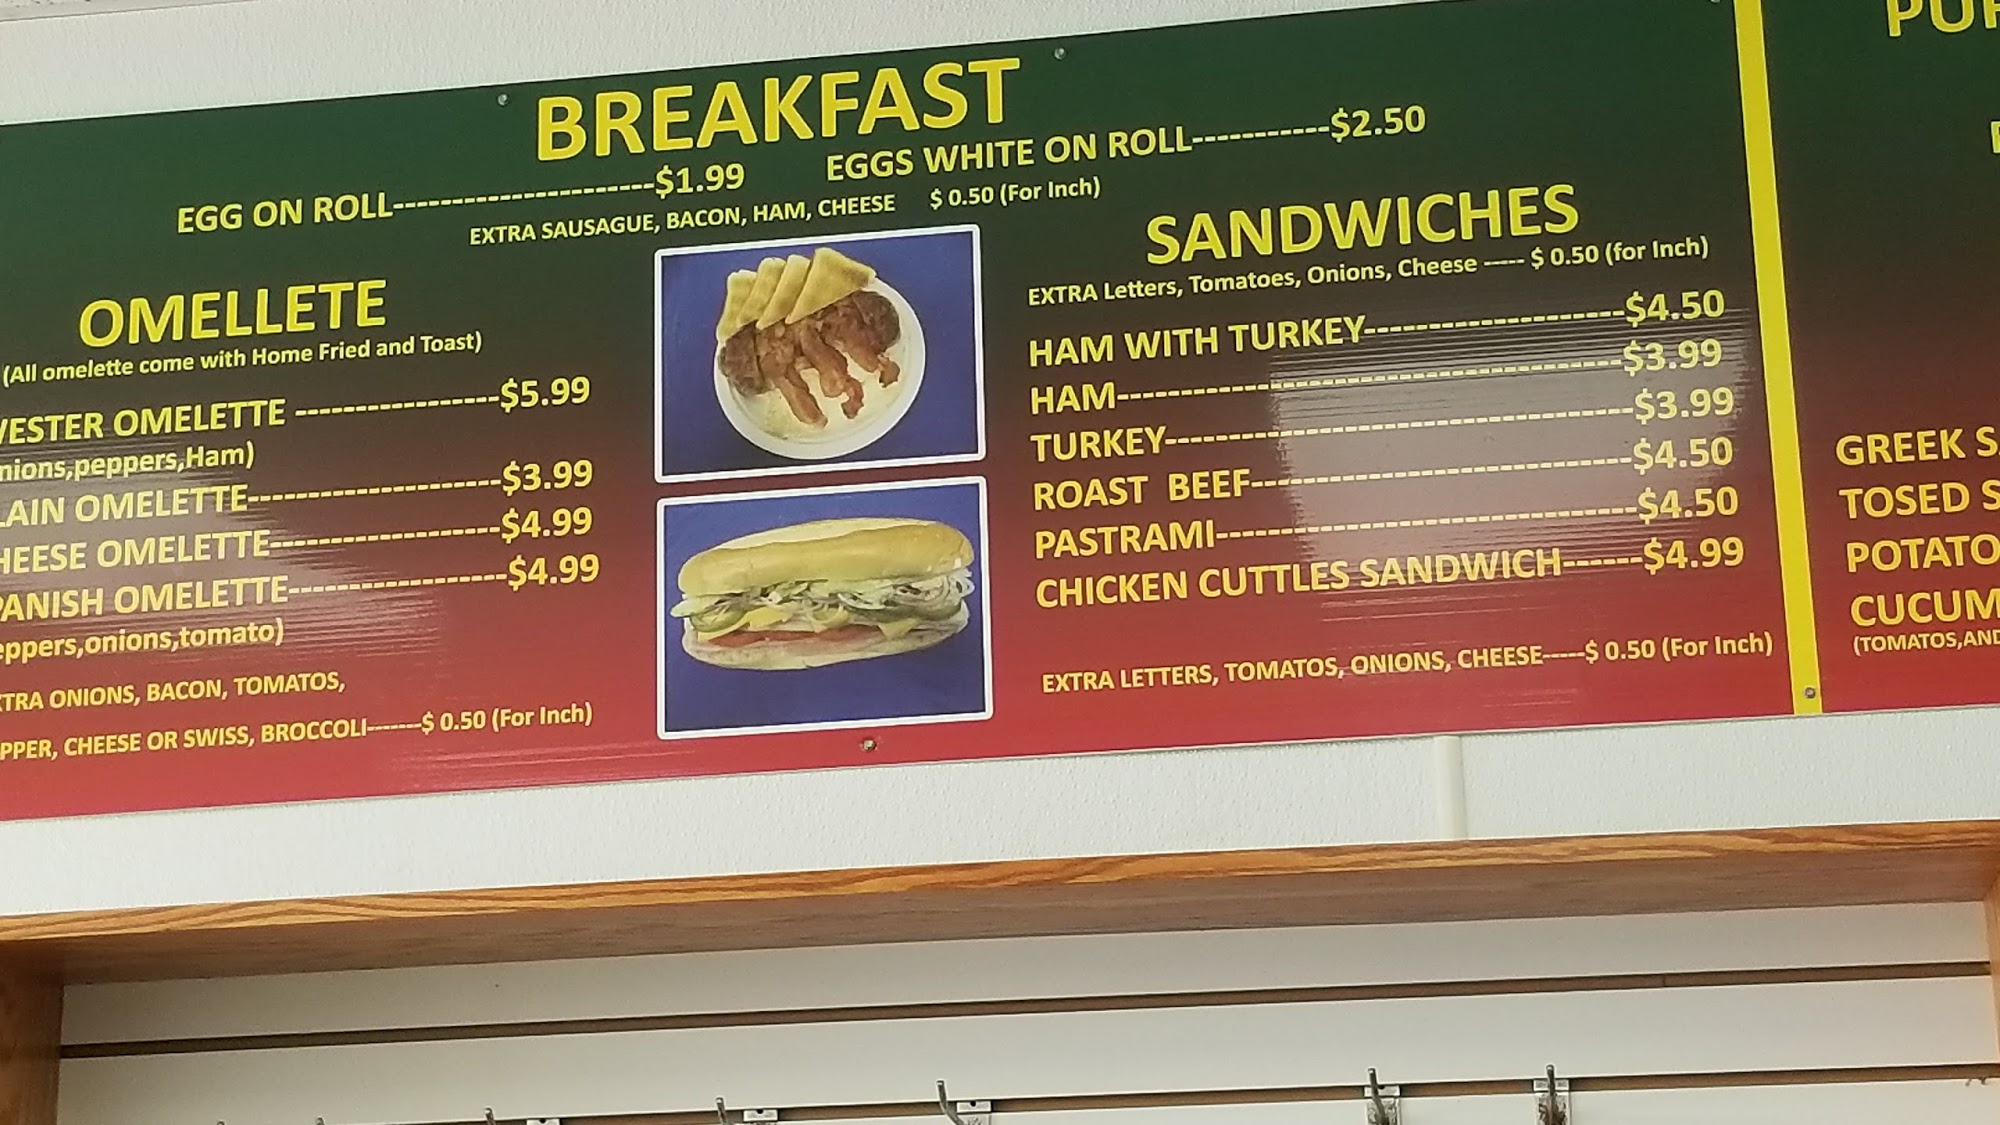 BREAKFAST
EGG ON ROLL----------------------$1.99 EGGS WHITE ON ROLL-----------$2.50
EXTRA SAUSAGUE, BACON, HAM, CHEESE $ 0.50 (For Inch)
OMELLETE
(All omelette come with Home Fried and Toast)
VESTER OMELETTE -----------------$5.99
nions,peppers,Ham)
LAIN OMELETTE---------------------$3.99
HEESE OMELETTE-------------------$4.99
PANISH OMELETTE------------------$4.99
eppers,onions,tomato)
TRA ONIONS, BACON, TOMATOS,
PPER, CHEESE OR SWISS, BROCCOLI-------$ 0.50 (For Inch)
SANDWICHES
EXTRA Letters, Tomatoes, Onions, Cheese ----- $ 0.50 (for Inch)
HAM WITH TURKEY----------------------$4.50
HAM-------------------------------------------$3.99
TURKEY---------------------------------------$3.99
ROAST BEEF--------------------------------$4.50
PASTRAMI-----------------------------------$4.50
CHICKEN CUTTLES SANDWICH-------$4.99
EXTRA LETTERS, TOMATOS, ONIONS, CHEESE-----$ 0.50 (For Inch)
GREEK S
TOSED S
POTATO
CUCUM
(TOMATOS,AND